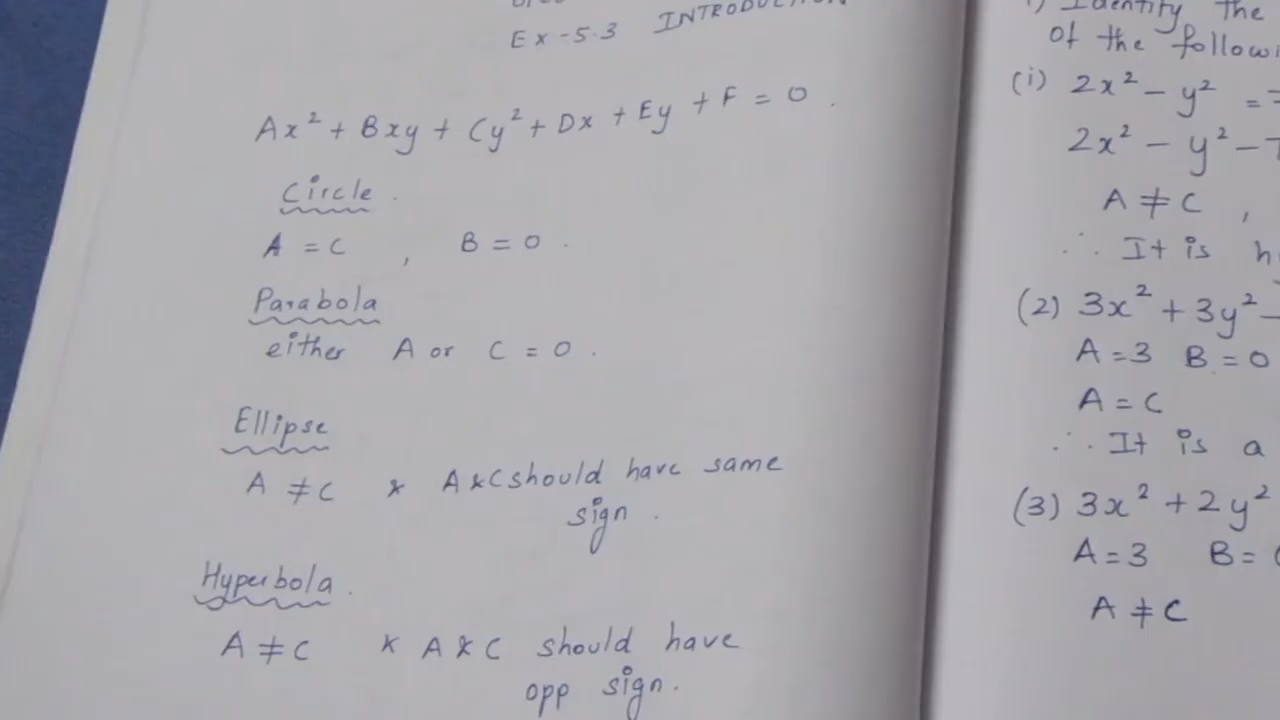 Ex-5.3 INTRODUCTION
Ax² + Bxy + Cy² + Dx + Ey + F = 0.
Circle.
A = C, B = 0.
Parabola
either A or C = 0.
Ellipse
A ≠ C & A & C should have same
sign.
Hyperbola.
A ≠ C & A & C should have
opp sign.
Identify the
of the
(i) 2x² - y² =
2x² - y² -
A ≠ C,
∴ It is
(2) 3x² + 3y² -
A = 3 B = 0
A = C
∴ It is a
(3) 3x² + 2y²
A = 3 B =
A ≠ C